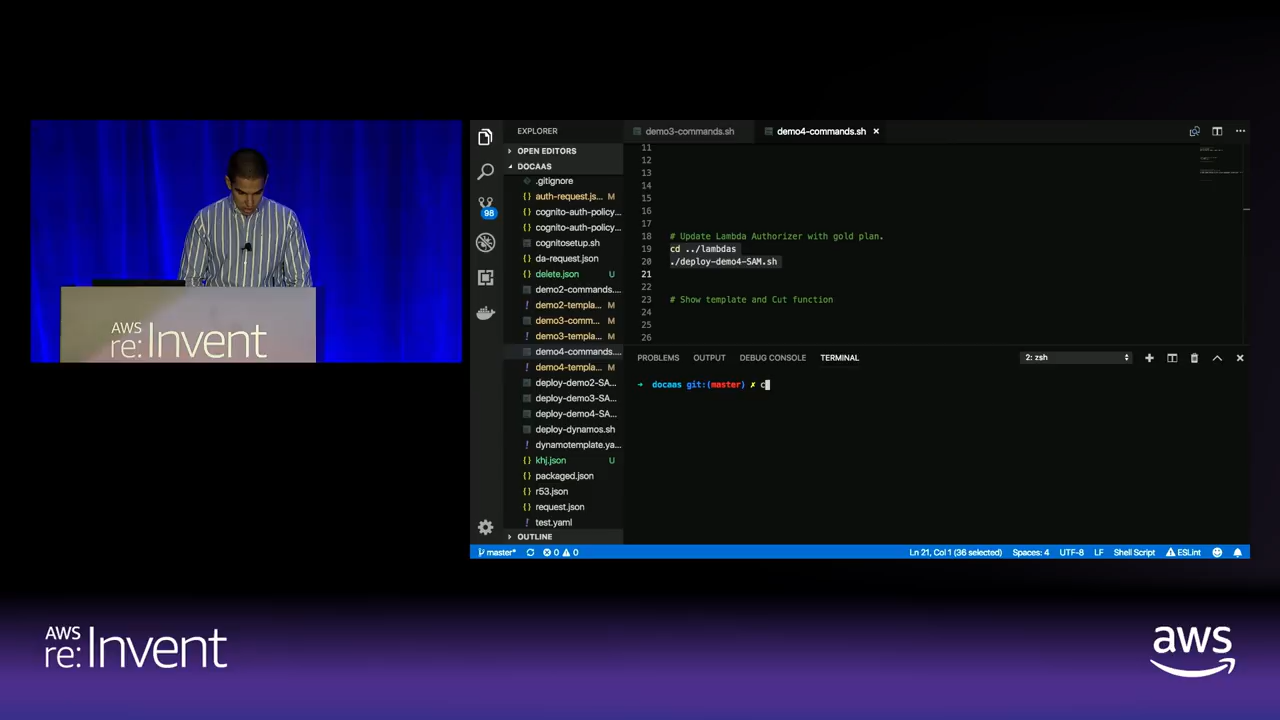 AWS
re:Invent
EXPLORER
OPEN EDITORS
DOCAAS
.gitignore
auth-request.js... M
cognito-auth-policy...
cognito-auth-policy...
cognitosetup.sh
da-request.json
delete.json U
demo2-commands....
demo2-templa... M
demo3-comm... M
demo3-templa... M
demo4-commands....
demo4-templa... M
deploy-demo2-SA...
deploy-demo3-SA...
deploy-demo4-SA...
deploy-dynamos.sh
dynamotemplate.ya...
khj.json U
packaged.json
r53.json
request.json
test.yaml
OUTLINE
98
demo3-commands.sh demo4-commands.sh ×
11
12
13
14
15
16
17
18 # Update Lambda Authorizer with gold plan.
19 cd ../lambdas
20 ./deploy-demo4-SAM.sh
21
22
23 # Show template and Cut function
24
25
26
PROBLEMS OUTPUT DEBUG CONSOLE TERMINAL 2: zsh
→ docaas git:(master) ✗ c
master* 0 0 Ln 21, Col 1 (36 selected) Spaces: 4 UTF-8 LF Shell Script ESLint
AWS
re:Invent
aws